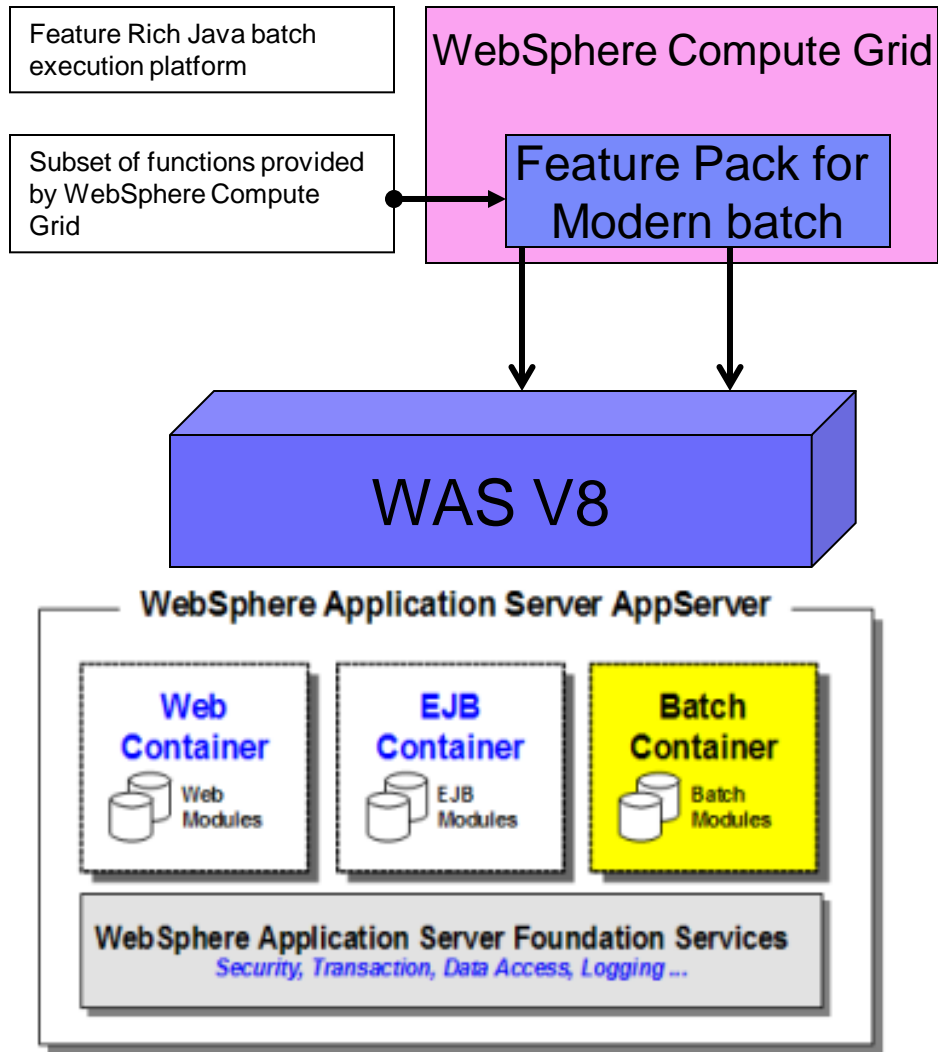 Feature Rich Java batch
execution platform
WebSphere Compute Grid
Subset of functions provided
by WebSphere Compute
Grid
Feature Pack for
Modern batch
WAS V8
WebSphere Application Server AppServer
Web
Container
Web
Modules
EJB
Container
EJB
Modules
Batch
Container
Batch
Modules
WebSphere Application Server Foundation Services
Security, Transaction, Data Access, Logging ...